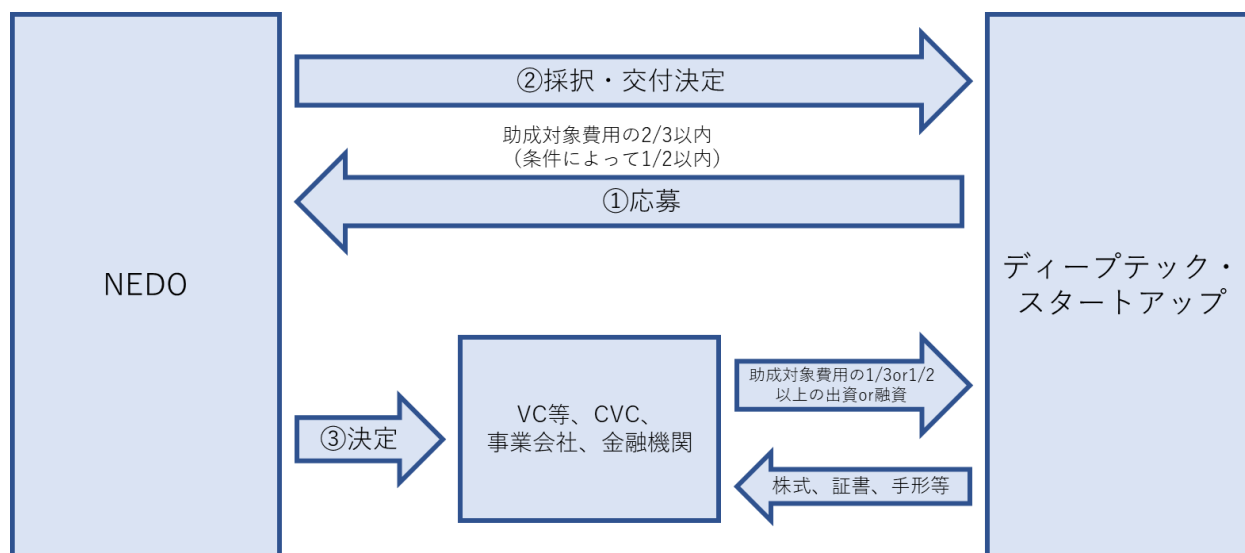 ②採択・交付決定
助成対象費用の2/3以内
（条件によって1/2以内）
①応募
NEDO
ディープテック・
スタートアップ
助成対象費用の1/3or1/2
以上の出資or融資
VC等、CVC、
事業会社、金融機関
③決定
株式、証書、手形等